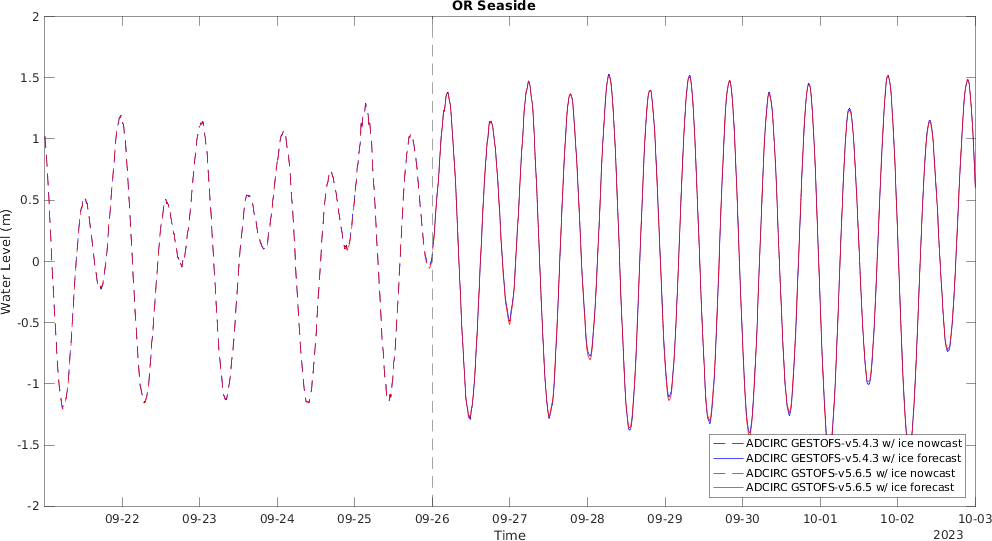 OR Seaside
2
1.5
1
0.5
0
-0.5
-1
-1.5
-2
Water Level (m)
ADCIRC GESTOFS-v5.4.3 w/ ice nowcast
ADCIRC GESTOFS-v5.4.3 w/ ice forecast
ADCIRC GSTOFS-v5.6.5 w/ ice nowcast
ADCIRC GSTOFS-v5.6.5 w/ ice forecast
09-22 09-23 09-24 09-25 09-26 09-27 09-28 09-29 09-30 10-01 10-02 10-03
Time
2023